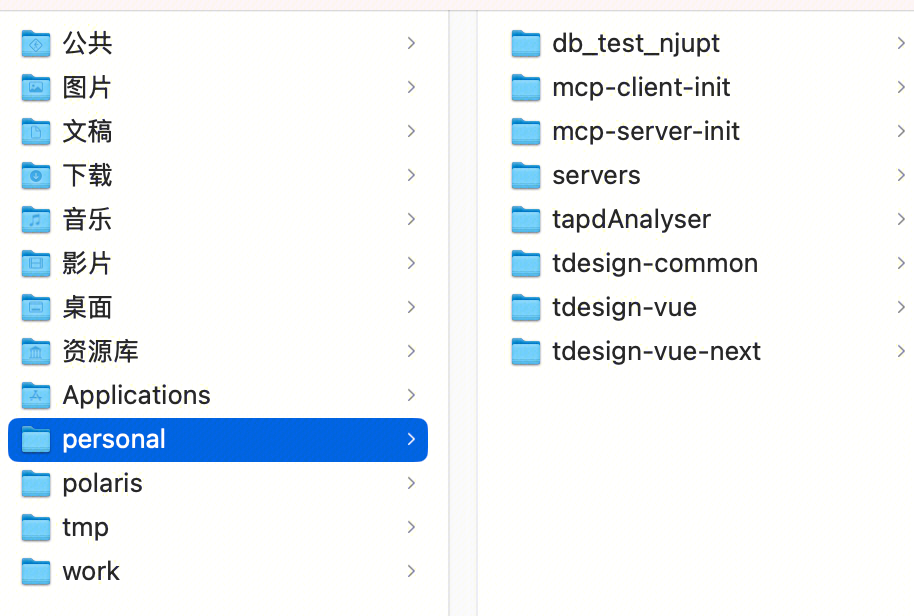 公共
图片
文稿
下载
音乐
影片
桌面
资源库
Applications
personal
polaris
tmp
work
db_test_njupt
mcp-client-init
mcp-server-init
servers
tapdAnalyser
tdesign-common
tdesign-vue
tdesign-vue-next